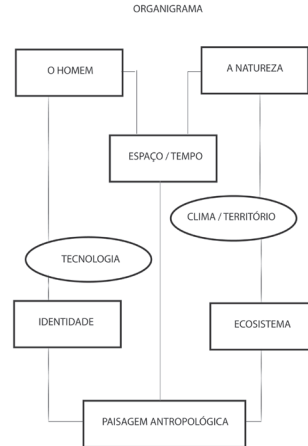 ORGANIGRAMA
O HOMEM
A NATUREZA
ESPAÇO / TEMPO
CLIMA / TERRITÓRIO
TECNOLOGIA
IDENTIDADE
ECOSISTEMA
PAISAGEM ANTROPOLÓGICA